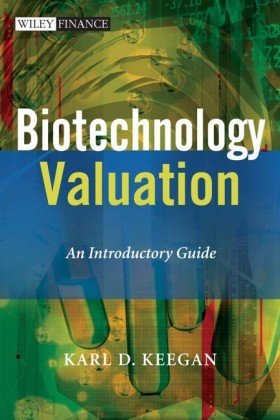 WILEY FINANCE
Biotechnology
Valuation
An Introductory Guide
KARL D. KEEGAN